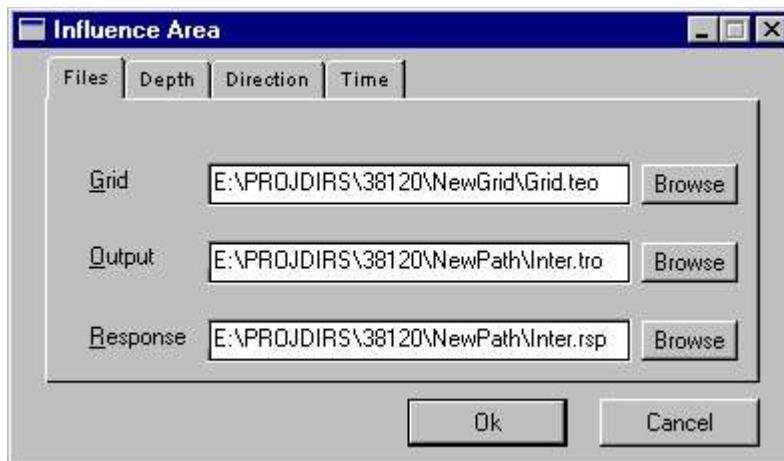 Influence Area
Files Depth Direction Time
Grid E:\PROJDIRS\38120\NewGrid\Grid.teo Browse
Output E:\PROJDIRS\38120\NewPath\Inter.tro Browse
Response E:\PROJDIRS\38120\NewPath\Inter.rsp Browse
Ok Cancel